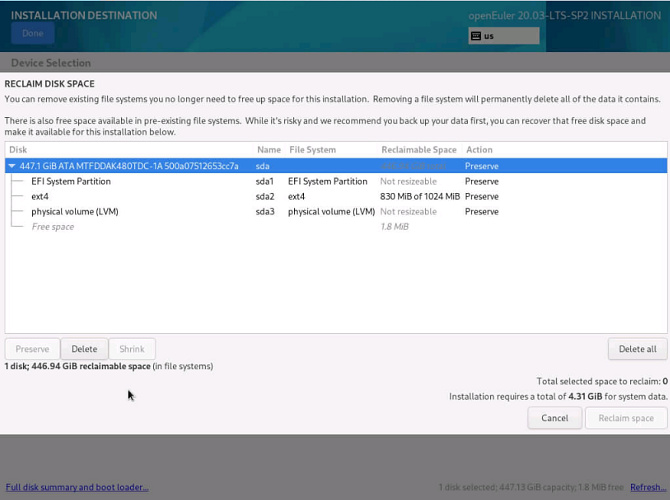 INSTALLATION DESTINATION
openEuler 20.03-LTS-SP2 INSTALLATION
Done
us
Device Selection
RECLAIM DISK SPACE
You can remove existing file systems you no longer need to free up space for this installation. Removing a file system will permanently delete all of the data it contains.
There is also free space available in pre-existing file systems. While it's risky and we recommend you back up your data first, you can recover that free disk space and
make it available for this installation below.
Disk Name File System Reclaimable Space Action
447.1 GiB ATA MTFDDAK480TDC-1A 500a07512653cc7a sda Preserve
EFI System Partition sda1 EFI System Partition Not resizeable Preserve
ext4 sda2 ext4 830 MiB of 1024 MiB Preserve
physical volume (LVM) sda3 physical volume (LVM) Not resizeable Preserve
Free space 1.8 MiB
Preserve Delete Shrink Delete all
1 disk; 446.94 GiB reclaimable space (in file systems)
Total selected space to reclaim: 0
Installation requires a total of 4.31 GiB for system data.
Cancel Reclaim space
Full disk summary and boot loader... 1 disk selected; 447.13 GiB capacity; 1.8 MiB free Refresh...